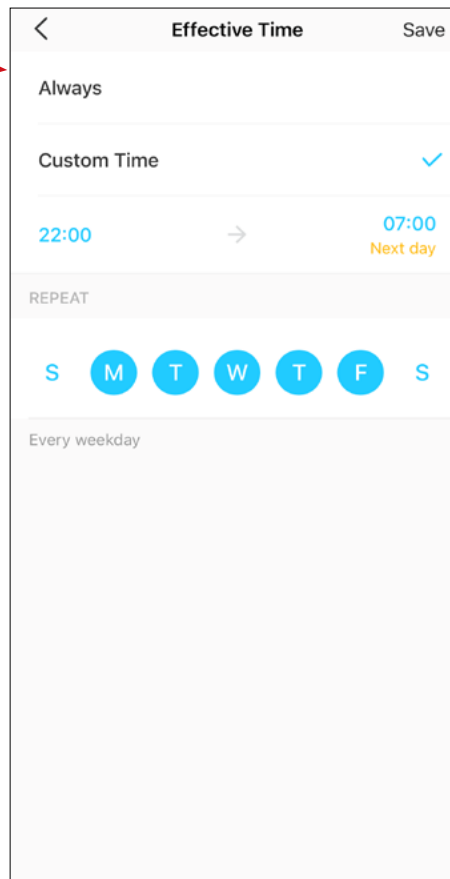 Effective Time Save
Always
Custom Time
22:00 → 07:00
Next day
REPEAT
S M T W T F S
Every weekday